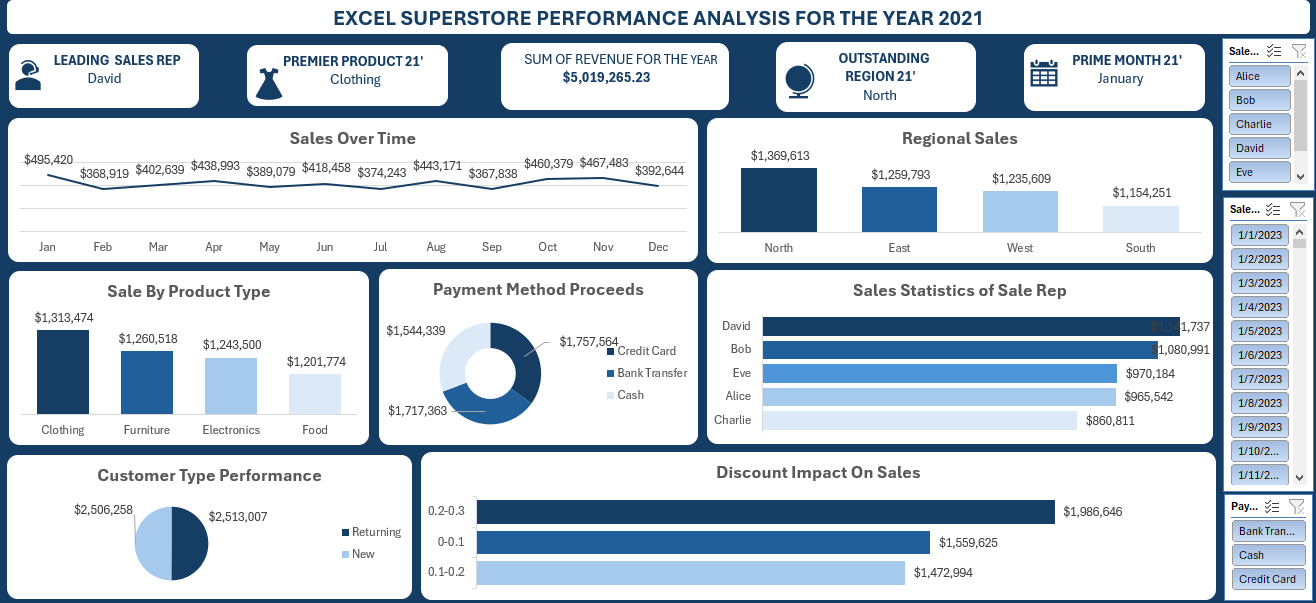 EXCEL SUPERSTORE PERFORMANCE ANALYSIS FOR THE YEAR 2021
LEADING SALES REP
David
PREMIER PRODUCT 21'
Clothing
SUM OF REVENUE FOR THE YEAR
$5,019,265.23
OUTSTANDING
REGION 21'
North
PRIME MONTH 21'
January
Sale...
Alice
Bob
Charlie
David
Eve
Sales Over Time
$495,420
$368,919
$402,639
$438,993
$389,079
$418,458
$374,243
$443,171
$367,838
$460,379
$467,483
$392,644
Jan
Feb
Mar
Apr
May
Jun
Jul
Aug
Sep
Oct
Nov
Dec
Regional Sales
$1,369,613
$1,259,793
$1,235,609
$1,154,251
North
East
West
South
Sale...
1/1/2023
1/2/2023
1/3/2023
1/4/2023
1/5/2023
1/6/2023
1/7/2023
1/8/2023
1/9/2023
1/10/2...
1/11/2...
Sale By Product Type
$1,313,474
$1,260,518
$1,243,500
$1,201,774
Clothing
Furniture
Electronics
Food
Payment Method Proceeds
$1,544,339
$1,757,564
$1,717,363
Credit Card
Bank Transfer
Cash
Sales Statistics of Sale Rep
David
Bob $1,080,991
Eve $970,184
Alice $965,542
Charlie $860,811
Customer Type Performance
$2,506,258
$2,513,007
Returning
New
Discount Impact On Sales
0.2-0.3 $1,986,646
0-0.1 $1,559,625
0.1-0.2 $1,472,994
Pay...
Bank Tran...
Cash
Credit Card